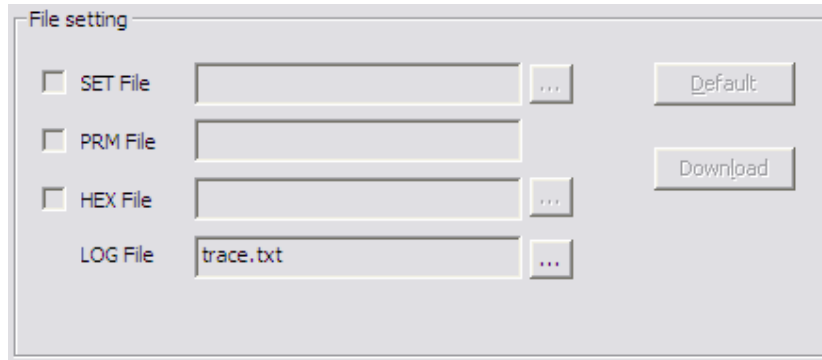 File setting
SET File
...
Default
PRM File
Download
HEX File
...
LOG File
trace.txt
...